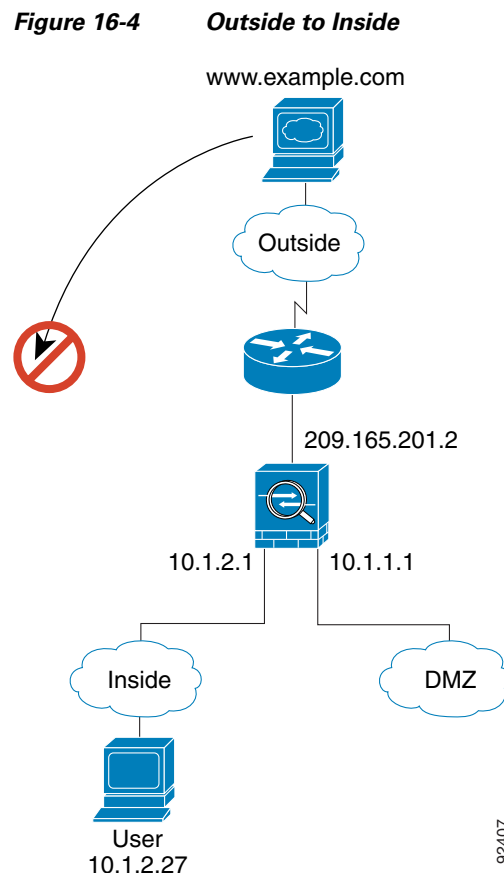 Figure 16-4 Outside to Inside
www.example.com
Outside
209.165.201.2
10.1.2.1 10.1.1.1
Inside DMZ
User
10.1.2.27
92407